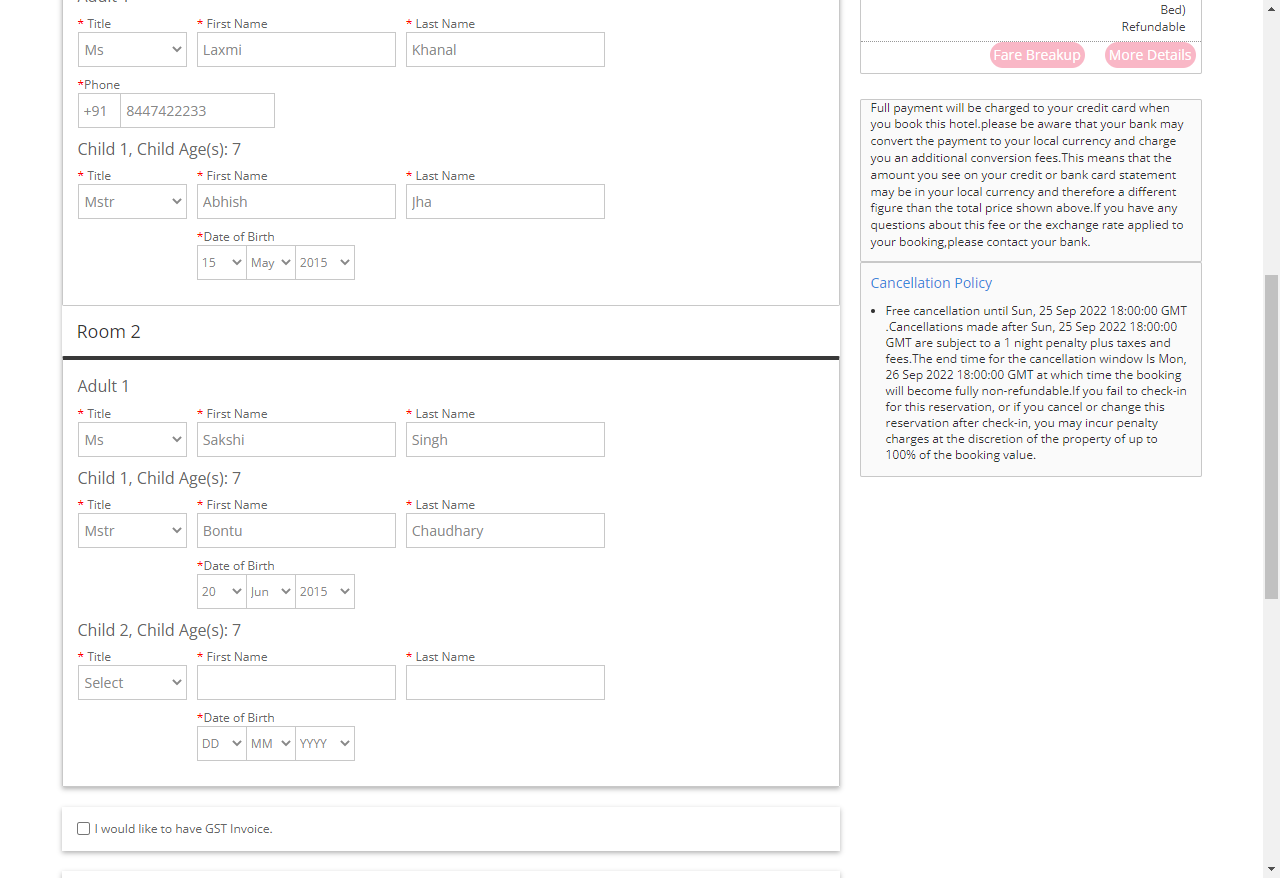 * Title * First Name * Last Name
Ms Laxmi Khanal
*Phone
+91 8447422233
Child 1, Child Age(s): 7
* Title * First Name * Last Name
Mstr Abhish Jha
*Date of Birth
15 May 2015
Room 2
Adult 1
* Title * First Name * Last Name
Ms Sakshi Singh
Child 1, Child Age(s): 7
* Title * First Name * Last Name
Mstr Bontu Chaudhary
*Date of Birth
20 Jun 2015
Child 2, Child Age(s): 7
* Title * First Name * Last Name
Select
*Date of Birth
DD MM YYYY
I would like to have GST Invoice.
Bed)
Refundable
Fare Breakup More Details
Full payment will be charged to your credit card when
you book this hotel.please be aware that your bank may
convert the payment to your local currency and charge
you an additional conversion fees.This means that the
amount you see on your credit or bank card statement
may be in your local currency and therefore a different
figure than the total price shown above.If you have any
questions about this fee or the exchange rate applied to
your booking,please contact your bank.
Cancellation Policy
• Free cancellation until Sun, 25 Sep 2022 18:00:00 GMT
.Cancellations made after Sun, 25 Sep 2022 18:00:00
GMT are subject to a 1 night penalty plus taxes and
fees.The end time for the cancellation window Is Mon,
26 Sep 2022 18:00:00 GMT at which time the booking
will become fully non-refundable.If you fail to check-in
for this reservation, or if you cancel or change this
reservation after check-in, you may incur penalty
charges at the discretion of the property of up to
100% of the booking value.